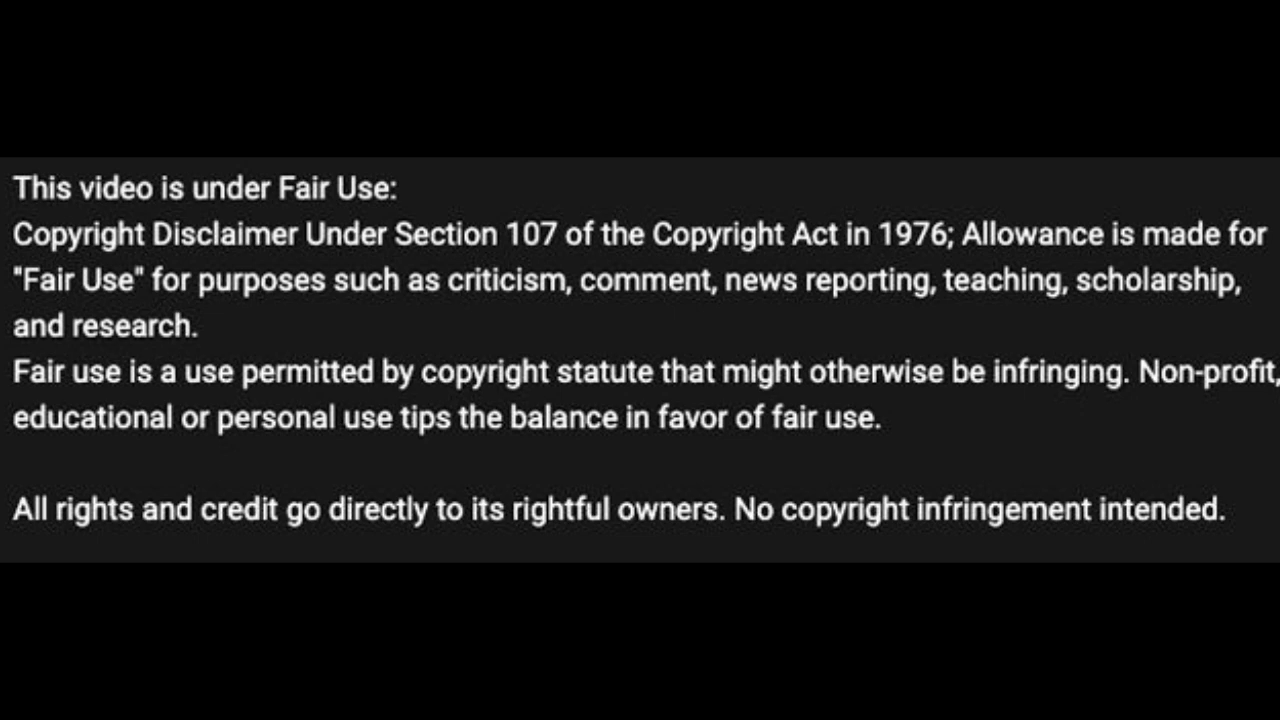 This video is under Fair Use:
Copyright Disclaimer Under Section 107 of the Copyright Act in 1976; Allowance is made for
"Fair Use" for purposes such as criticism, comment, news reporting, teaching, scholarship,
and research.
Fair use is a use permitted by copyright statute that might otherwise be infringing. Non-profit,
educational or personal use tips the balance in favor of fair use.
All rights and credit go directly to its rightful owners. No copyright infringement intended.